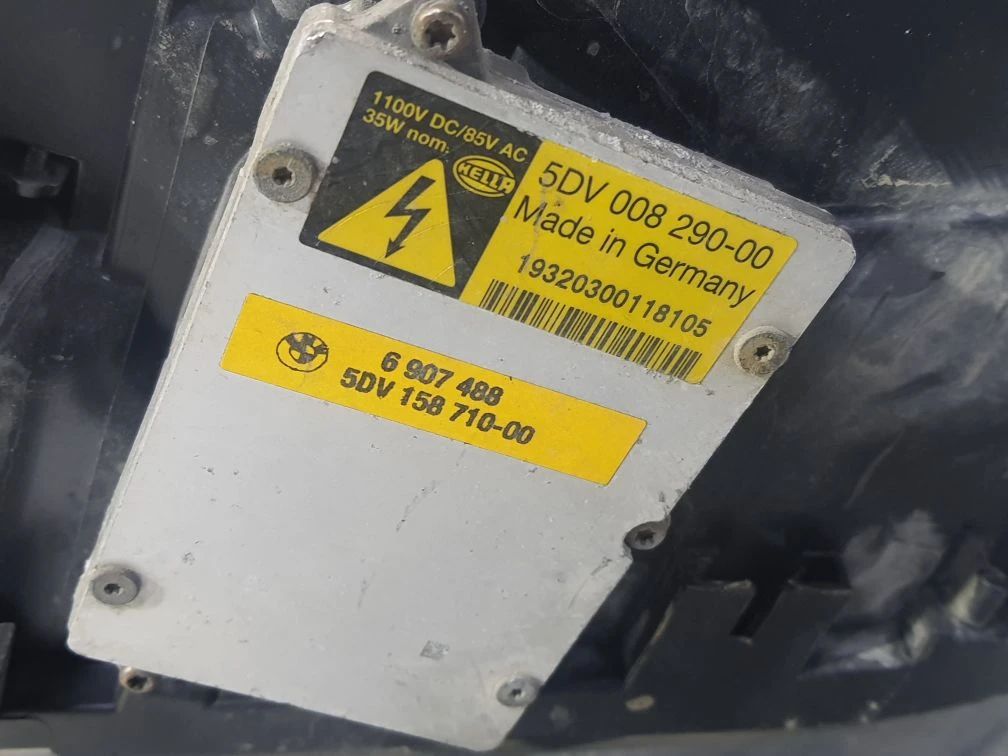 1100V DC/85V AC
35W nom.
HELLA
5DV 008 290-00
Made in Germany
19320300118105
6 907 488
5DV 158 710-00